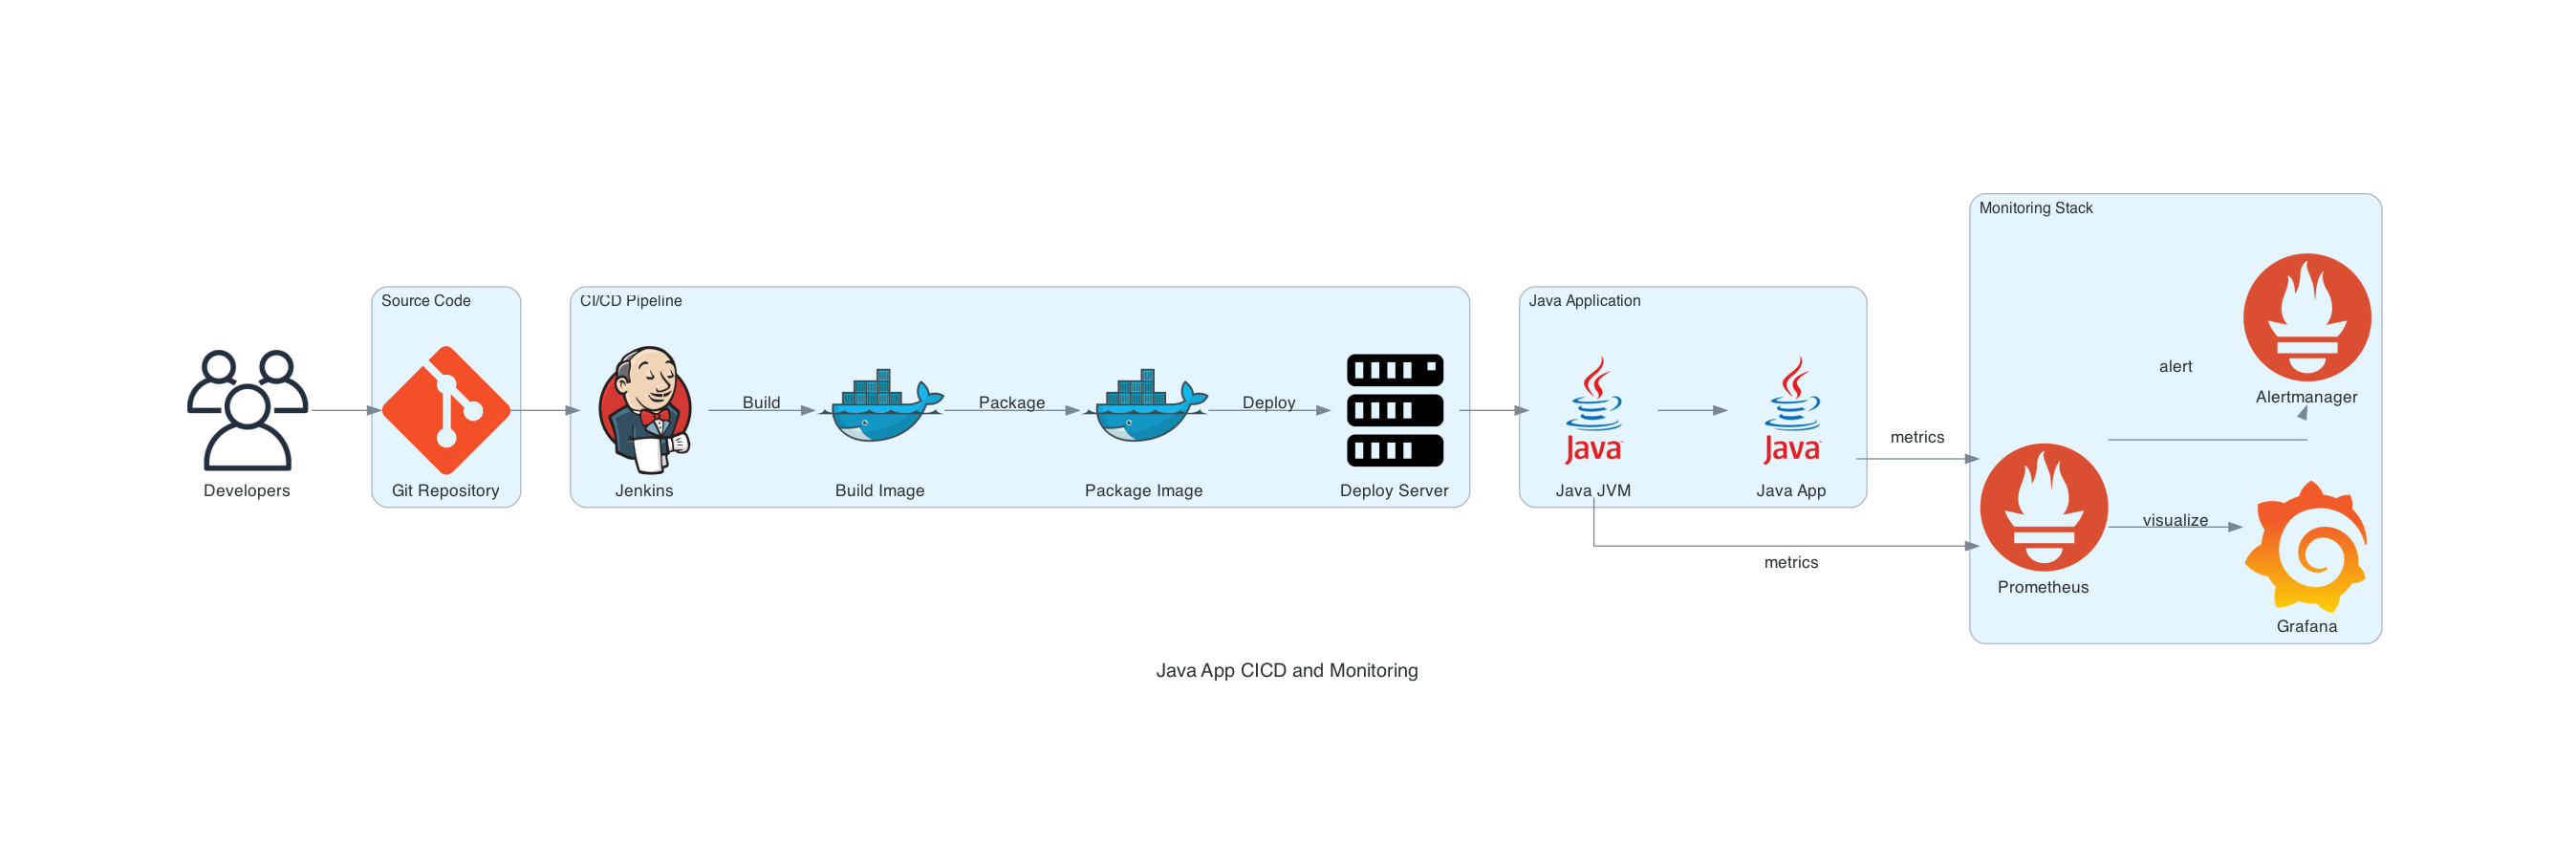 Monitoring Stack
Source Code
CI/CD Pipeline
Java Application
alert
Alertmanager
Build
Package
Deploy
metrics
Java
Java
Developers
Git Repository
Jenkins
Build Image
Package Image
Deploy Server
Java JVM
Java App
visualize
metrics
Prometheus
Grafana
Java App CICD and Monitoring